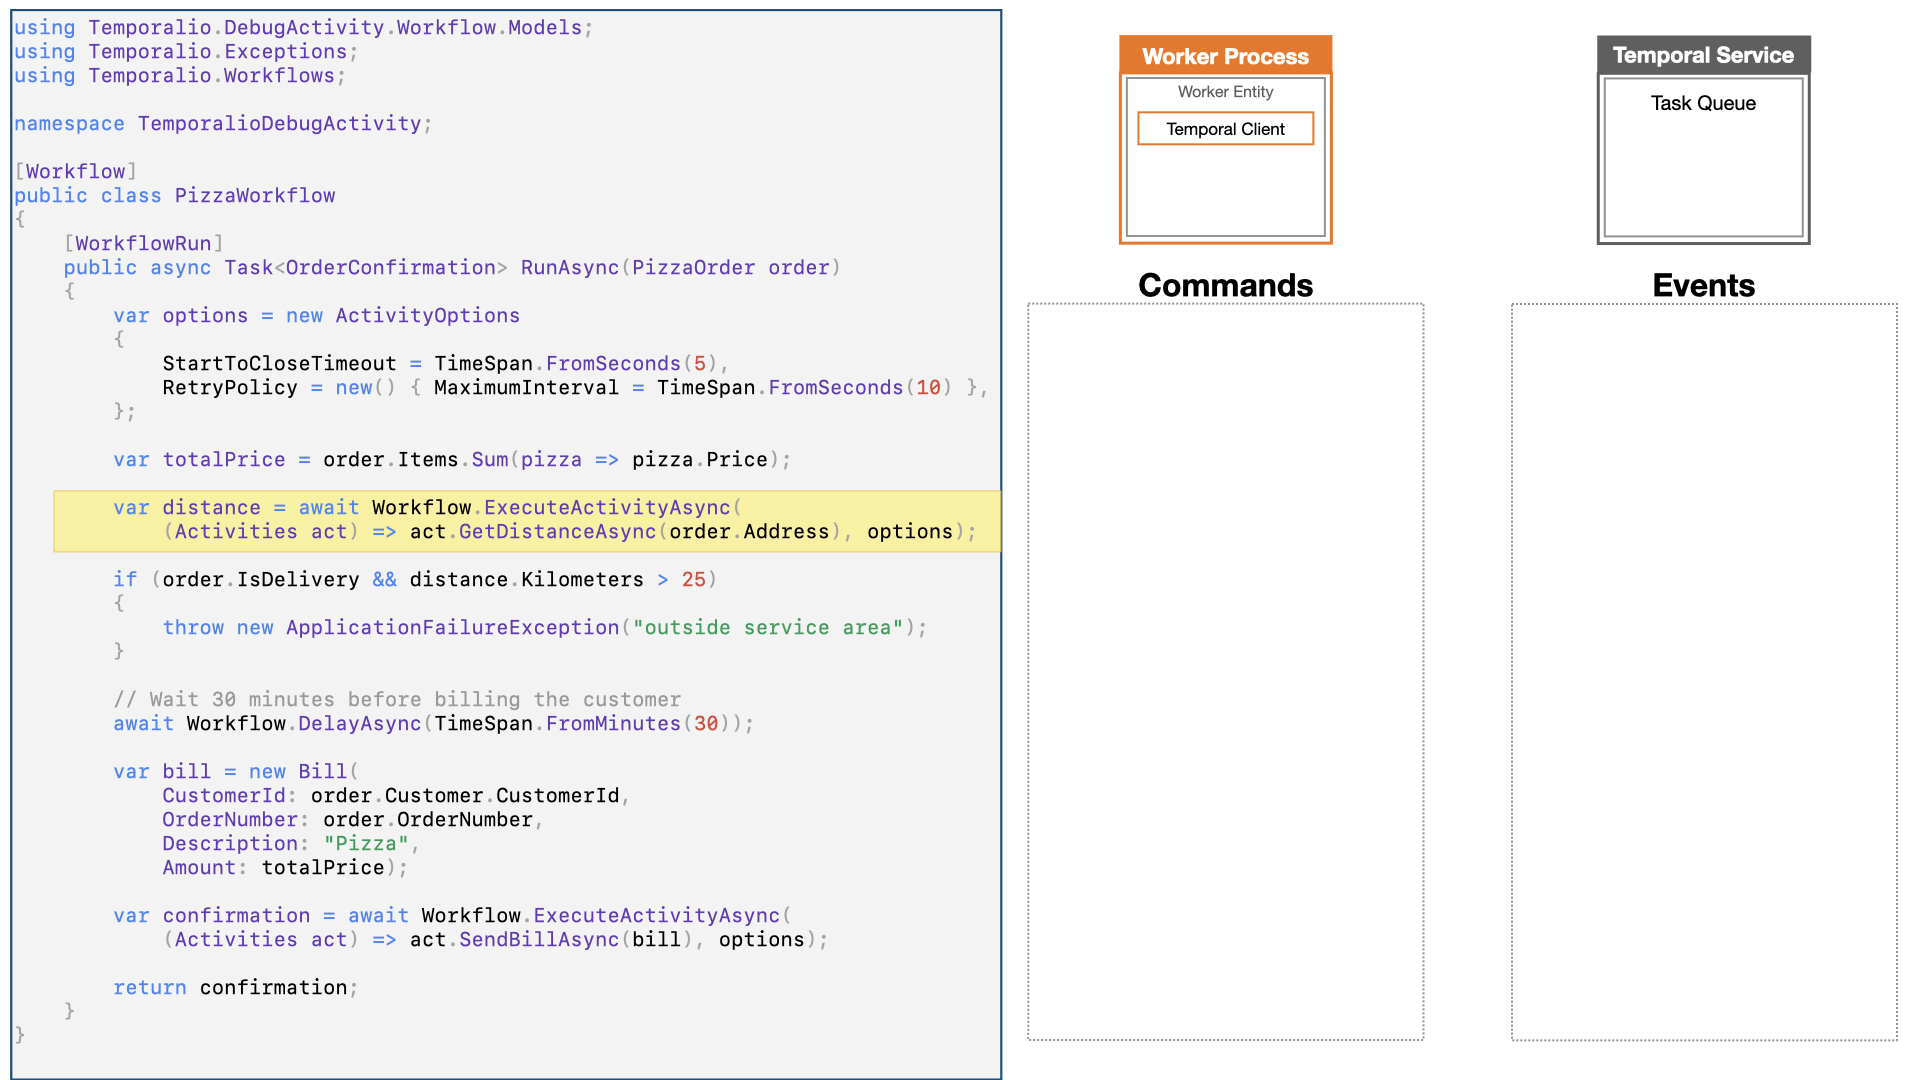 using Temporalio.DebugActivity.Workflow.Models;
using Temporalio.Exceptions;
using Temporalio.Workflows;

namespace TemporalioDebugActivity;

[Workflow]
public class PizzaWorkflow
{
    [WorkflowRun]
    public async Task<OrderConfirmation> RunAsync(PizzaOrder order)
    {
        var options = new ActivityOptions
        {
            StartToCloseTimeout = TimeSpan.FromSeconds(5),
            RetryPolicy = new() { MaximumInterval = TimeSpan.FromSeconds(10) },
        };

        var totalPrice = order.Items.Sum(pizza => pizza.Price);

        var distance = await Workflow.ExecuteActivityAsync(
            (Activities act) => act.GetDistanceAsync(order.Address), options);

        if (order.IsDelivery && distance.Kilometers > 25)
        {
            throw new ApplicationFailureException("outside service area");
        }

        // Wait 30 minutes before billing the customer
        await Workflow.DelayAsync(TimeSpan.FromMinutes(30));

        var bill = new Bill(
            CustomerId: order.Customer.CustomerId,
            OrderNumber: order.OrderNumber,
            Description: "Pizza",
            Amount: totalPrice);

        var confirmation = await Workflow.ExecuteActivityAsync(
            (Activities act) => act.SendBillAsync(bill), options);

        return confirmation;
    }
}
Worker Process
Worker Entity
Temporal Client
Commands
Temporal Service
Task Queue
Events